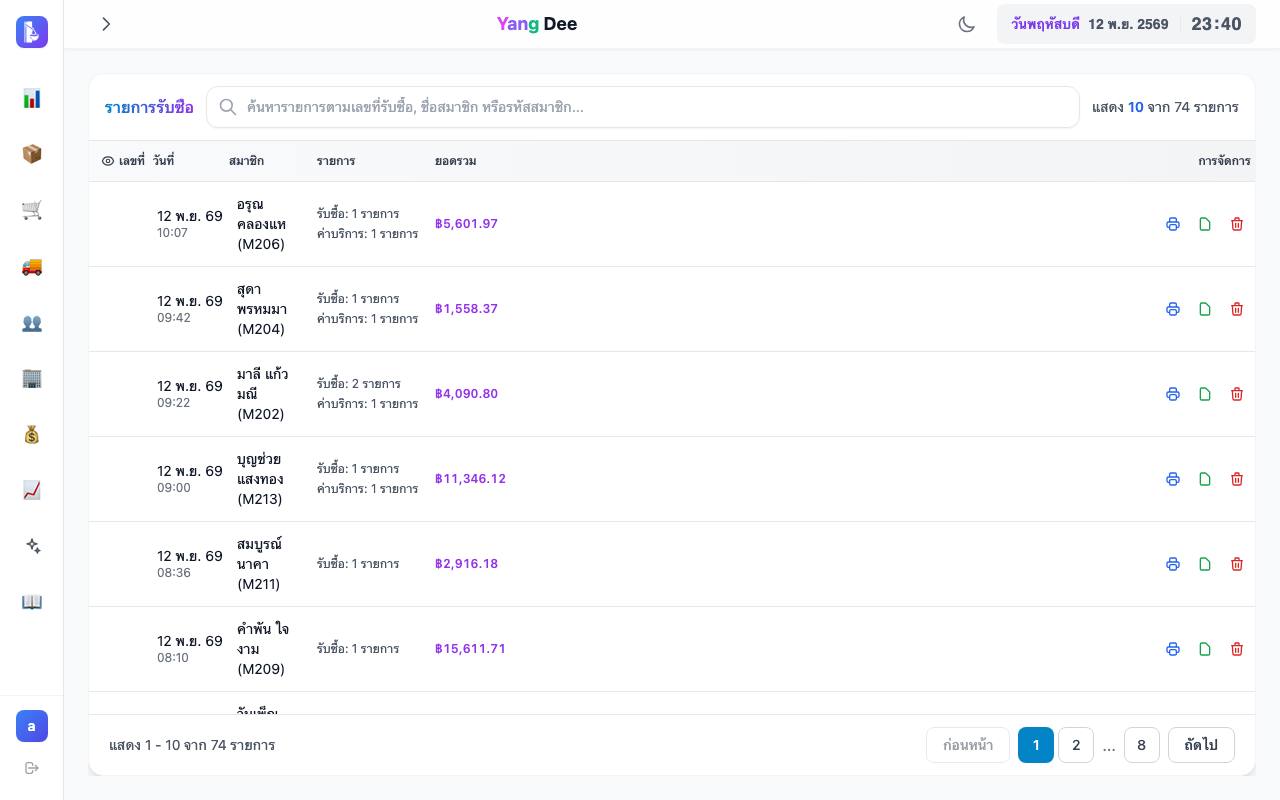 Yang Dee
วันพฤหัสบดี 12 พ.ย. 2569 23:40
รายการรับซื้อ
ค้นหารายการตามเลขที่รับซื้อ, ชื่อสมาชิก หรือรหัสสมาชิก...
แสดง 10 จาก 74 รายการ
เลขที่ วันที่ สมาชิก รายการ ยอดรวม การจัดการ
12 พ.ย. 69
10:07
อรุณ
คลองแห
(M206)
รับซื้อ: 1 รายการ
ค่าบริการ: 1 รายการ
฿5,601.97
12 พ.ย. 69
09:42
สุดา
พรหมมา
(M204)
รับซื้อ: 1 รายการ
ค่าบริการ: 1 รายการ
฿1,558.37
12 พ.ย. 69
09:22
มาลี แก้ว
มณี
(M202)
รับซื้อ: 2 รายการ
ค่าบริการ: 1 รายการ
฿4,090.80
12 พ.ย. 69
09:00
บุญช่วย
แสงทอง
(M213)
รับซื้อ: 1 รายการ
ค่าบริการ: 1 รายการ
฿11,346.12
12 พ.ย. 69
08:36
สมบูรณ์
นาคา
(M211)
รับซื้อ: 1 รายการ
฿2,916.18
12 พ.ย. 69
08:10
คำพัน ใจ
งาม
(M209)
รับซื้อ: 1 รายการ
฿15,611.71
a
แสดง 1 - 10 จาก 74 รายการ
ก่อนหน้า 1 2 ... 8 ถัดไป